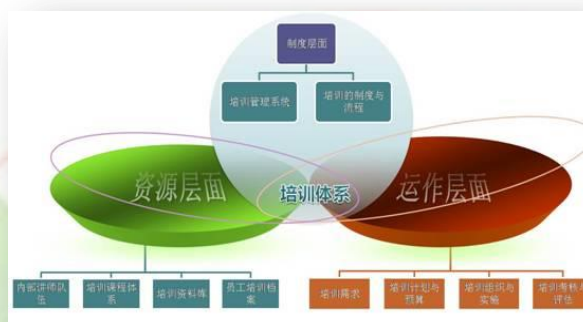 制度层面
培训管理系统
培训的制度与
流程
资源层面
培训体系
运作层面
内部讲师队
伍
培训课程体
系
培训资料库
员工培训档
案
培训需求
培训计划与
预算
培训组织与
实施
培训考核与
评估